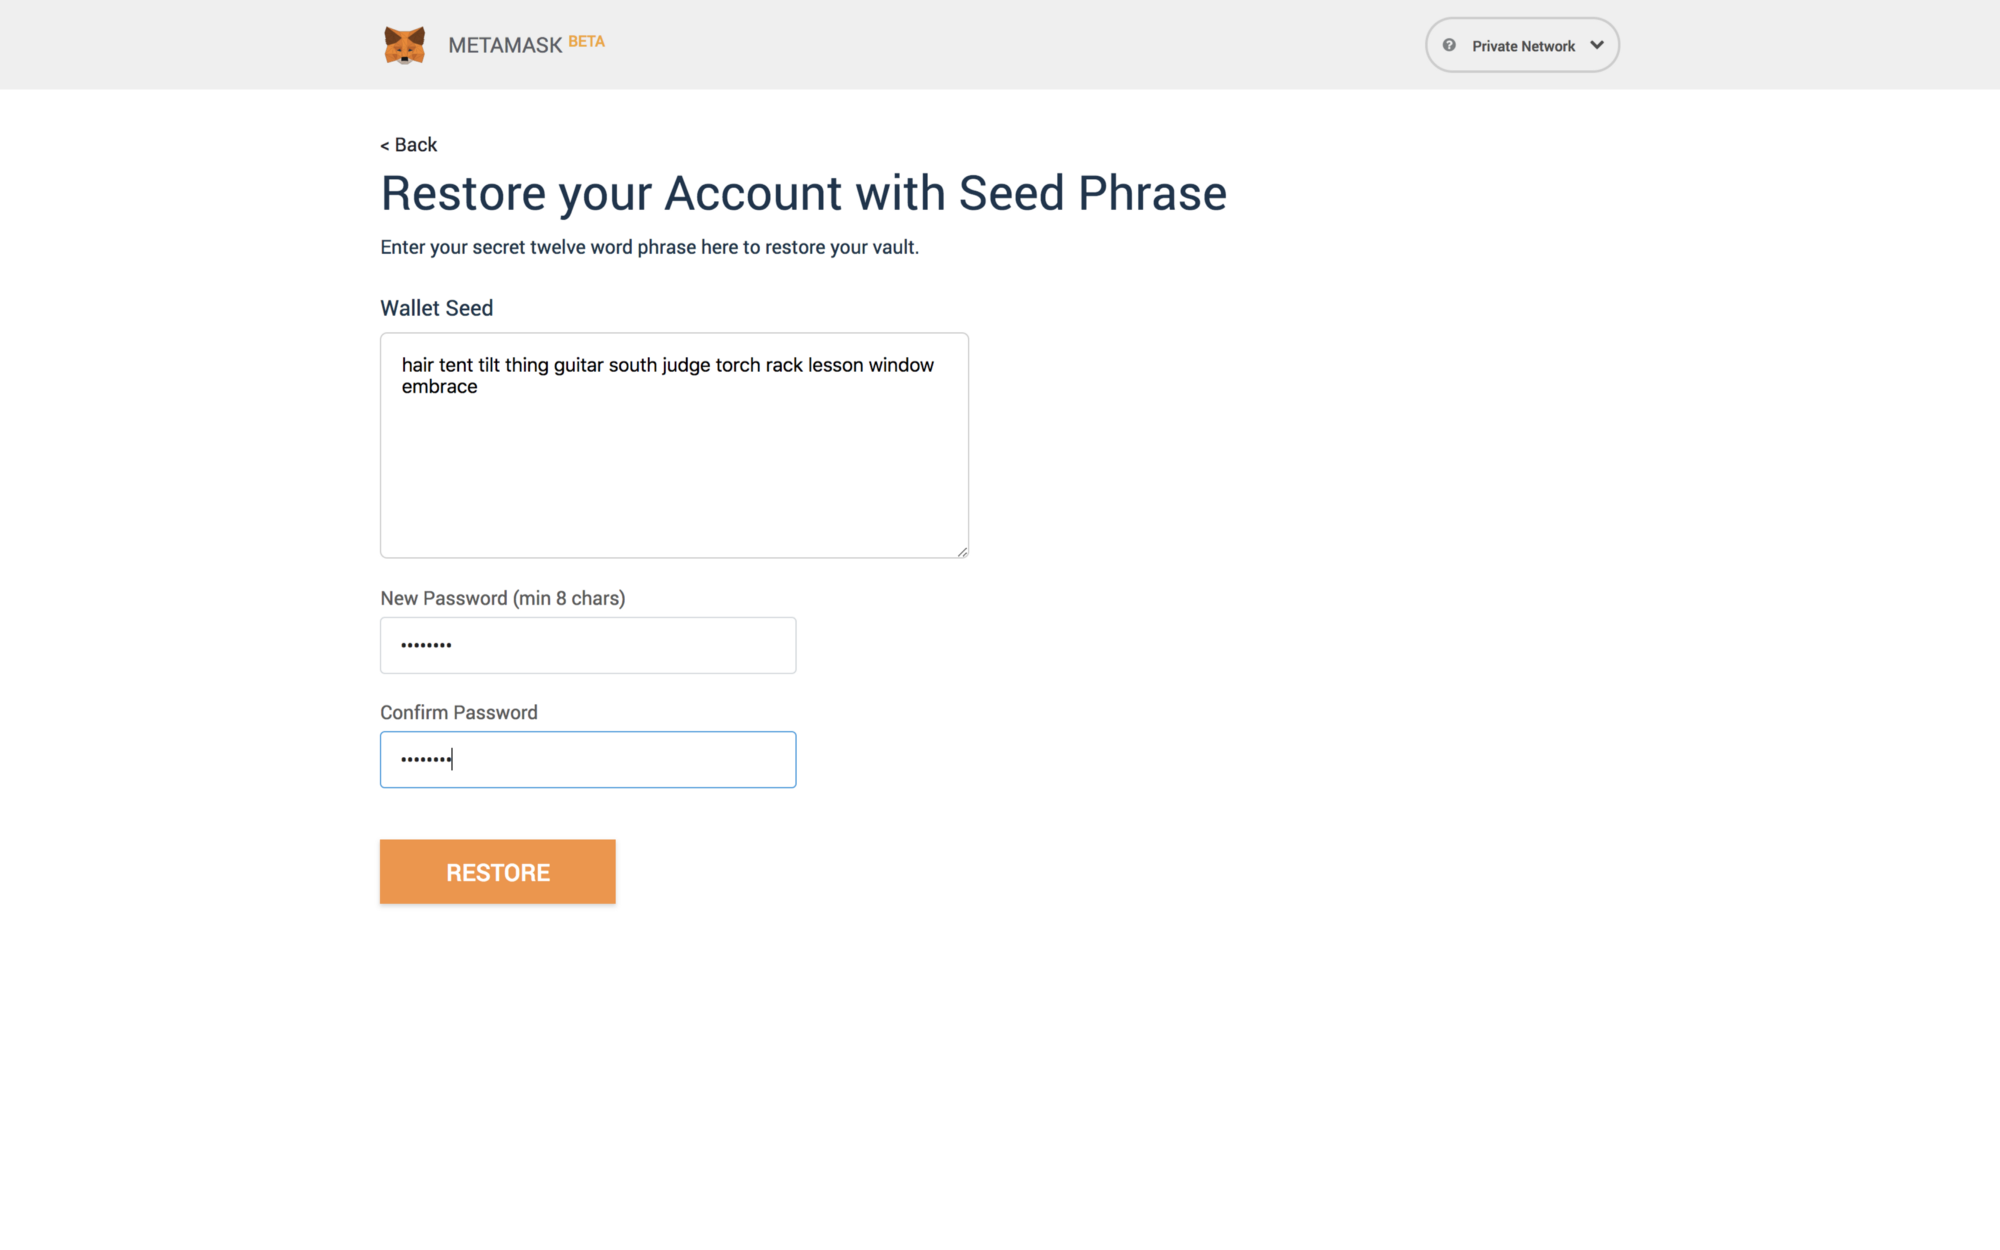 METAMASK BETA
Private Network
< Back
Restore your Account with Seed Phrase
Enter your secret twelve word phrase here to restore your vault.
Wallet Seed
hair tent tilt thing guitar south judge torch rack lesson window
embrace
New Password (min 8 chars)
••••••••
Confirm Password
••••••••
RESTORE